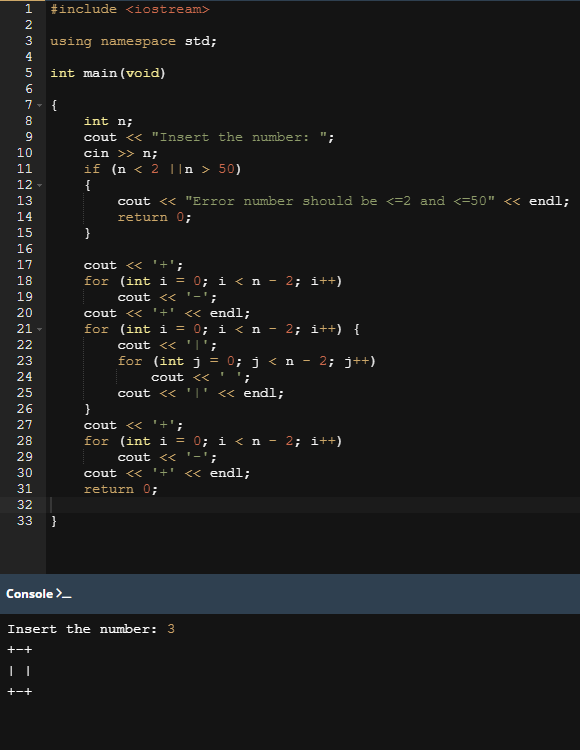 1 #include <iostream>
2
3 using namespace std;
4
5 int main(void)
6
7 {
8 int n;
9 cout << "Insert the number: ";
10 cin >> n;
11 if (n < 2 ||n > 50)
12 {
13 cout << "Error number should be <=2 and <=50" << endl;
14 return 0;
15 }
16
17 cout << '+';
18 for (int i = 0; i < n - 2; i++)
19 cout << '-';
20 cout << '+' << endl;
21 for (int i = 0; i < n - 2; i++) {
22 cout << '|';
23 for (int j = 0; j < n - 2; j++)
24 cout << ' ';
25 cout << '|' << endl;
26 }
27 cout << '+';
28 for (int i = 0; i < n - 2; i++)
29 cout << '-';
30 cout << '+' << endl;
31 return 0;
32
33 }
Console >_
Insert the number: 3
+-+
| |
+-+